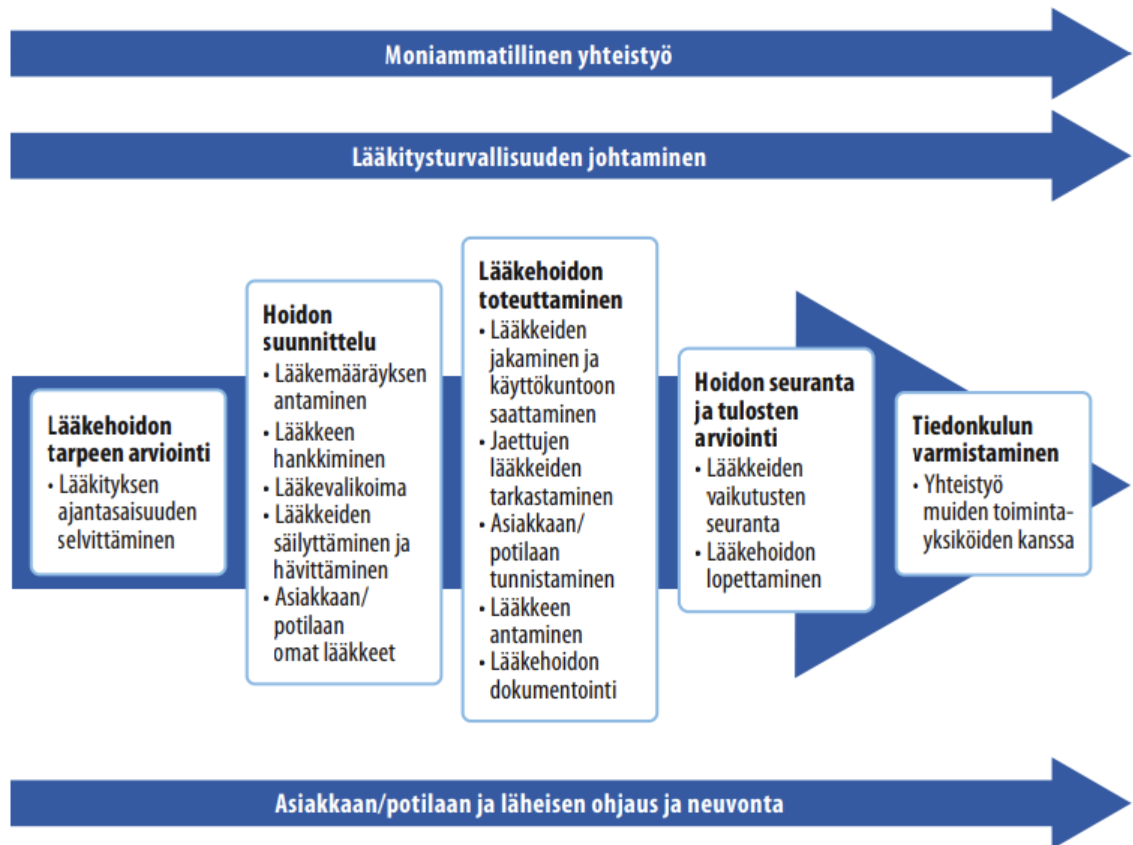 Moniammatillinen yhteistyö
Lääkitysturvallisuuden johtaminen
Lääkehoidon
tarpeen arviointi
• Lääkityksen
ajantasaisuuden
selvittäminen
Hoidon
suunnittelu
• Lääkemääräyksen
antaminen
• Lääkkeen
hankkiminen
• Lääkevalikoima
• Lääkkeiden
säilyttäminen ja
hävittäminen
• Asiakkaan/
potilaan
omat lääkkeet
Lääkehoidon
toteuttaminen
• Lääkkeiden
jakaminen ja
käyttökuntoon
saattaminen
• Jaettujen
lääkkeiden
tarkastaminen
• Asiakkaan/
potilaan
tunnistaminen
• Lääkkeen
antaminen
• Lääkehoidon
dokumentointi
Hoidon seuranta
ja tulosten
arviointi
• Lääkkeiden
vaikutusten
seuranta
• Lääkehoidon
lopettaminen
Tiedonkulun
varmistaminen
• Yhteistyö
muiden toiminta-
yksiköiden kanssa
Asiakkaan/potilaan ja läheisen ohjaus ja neuvonta